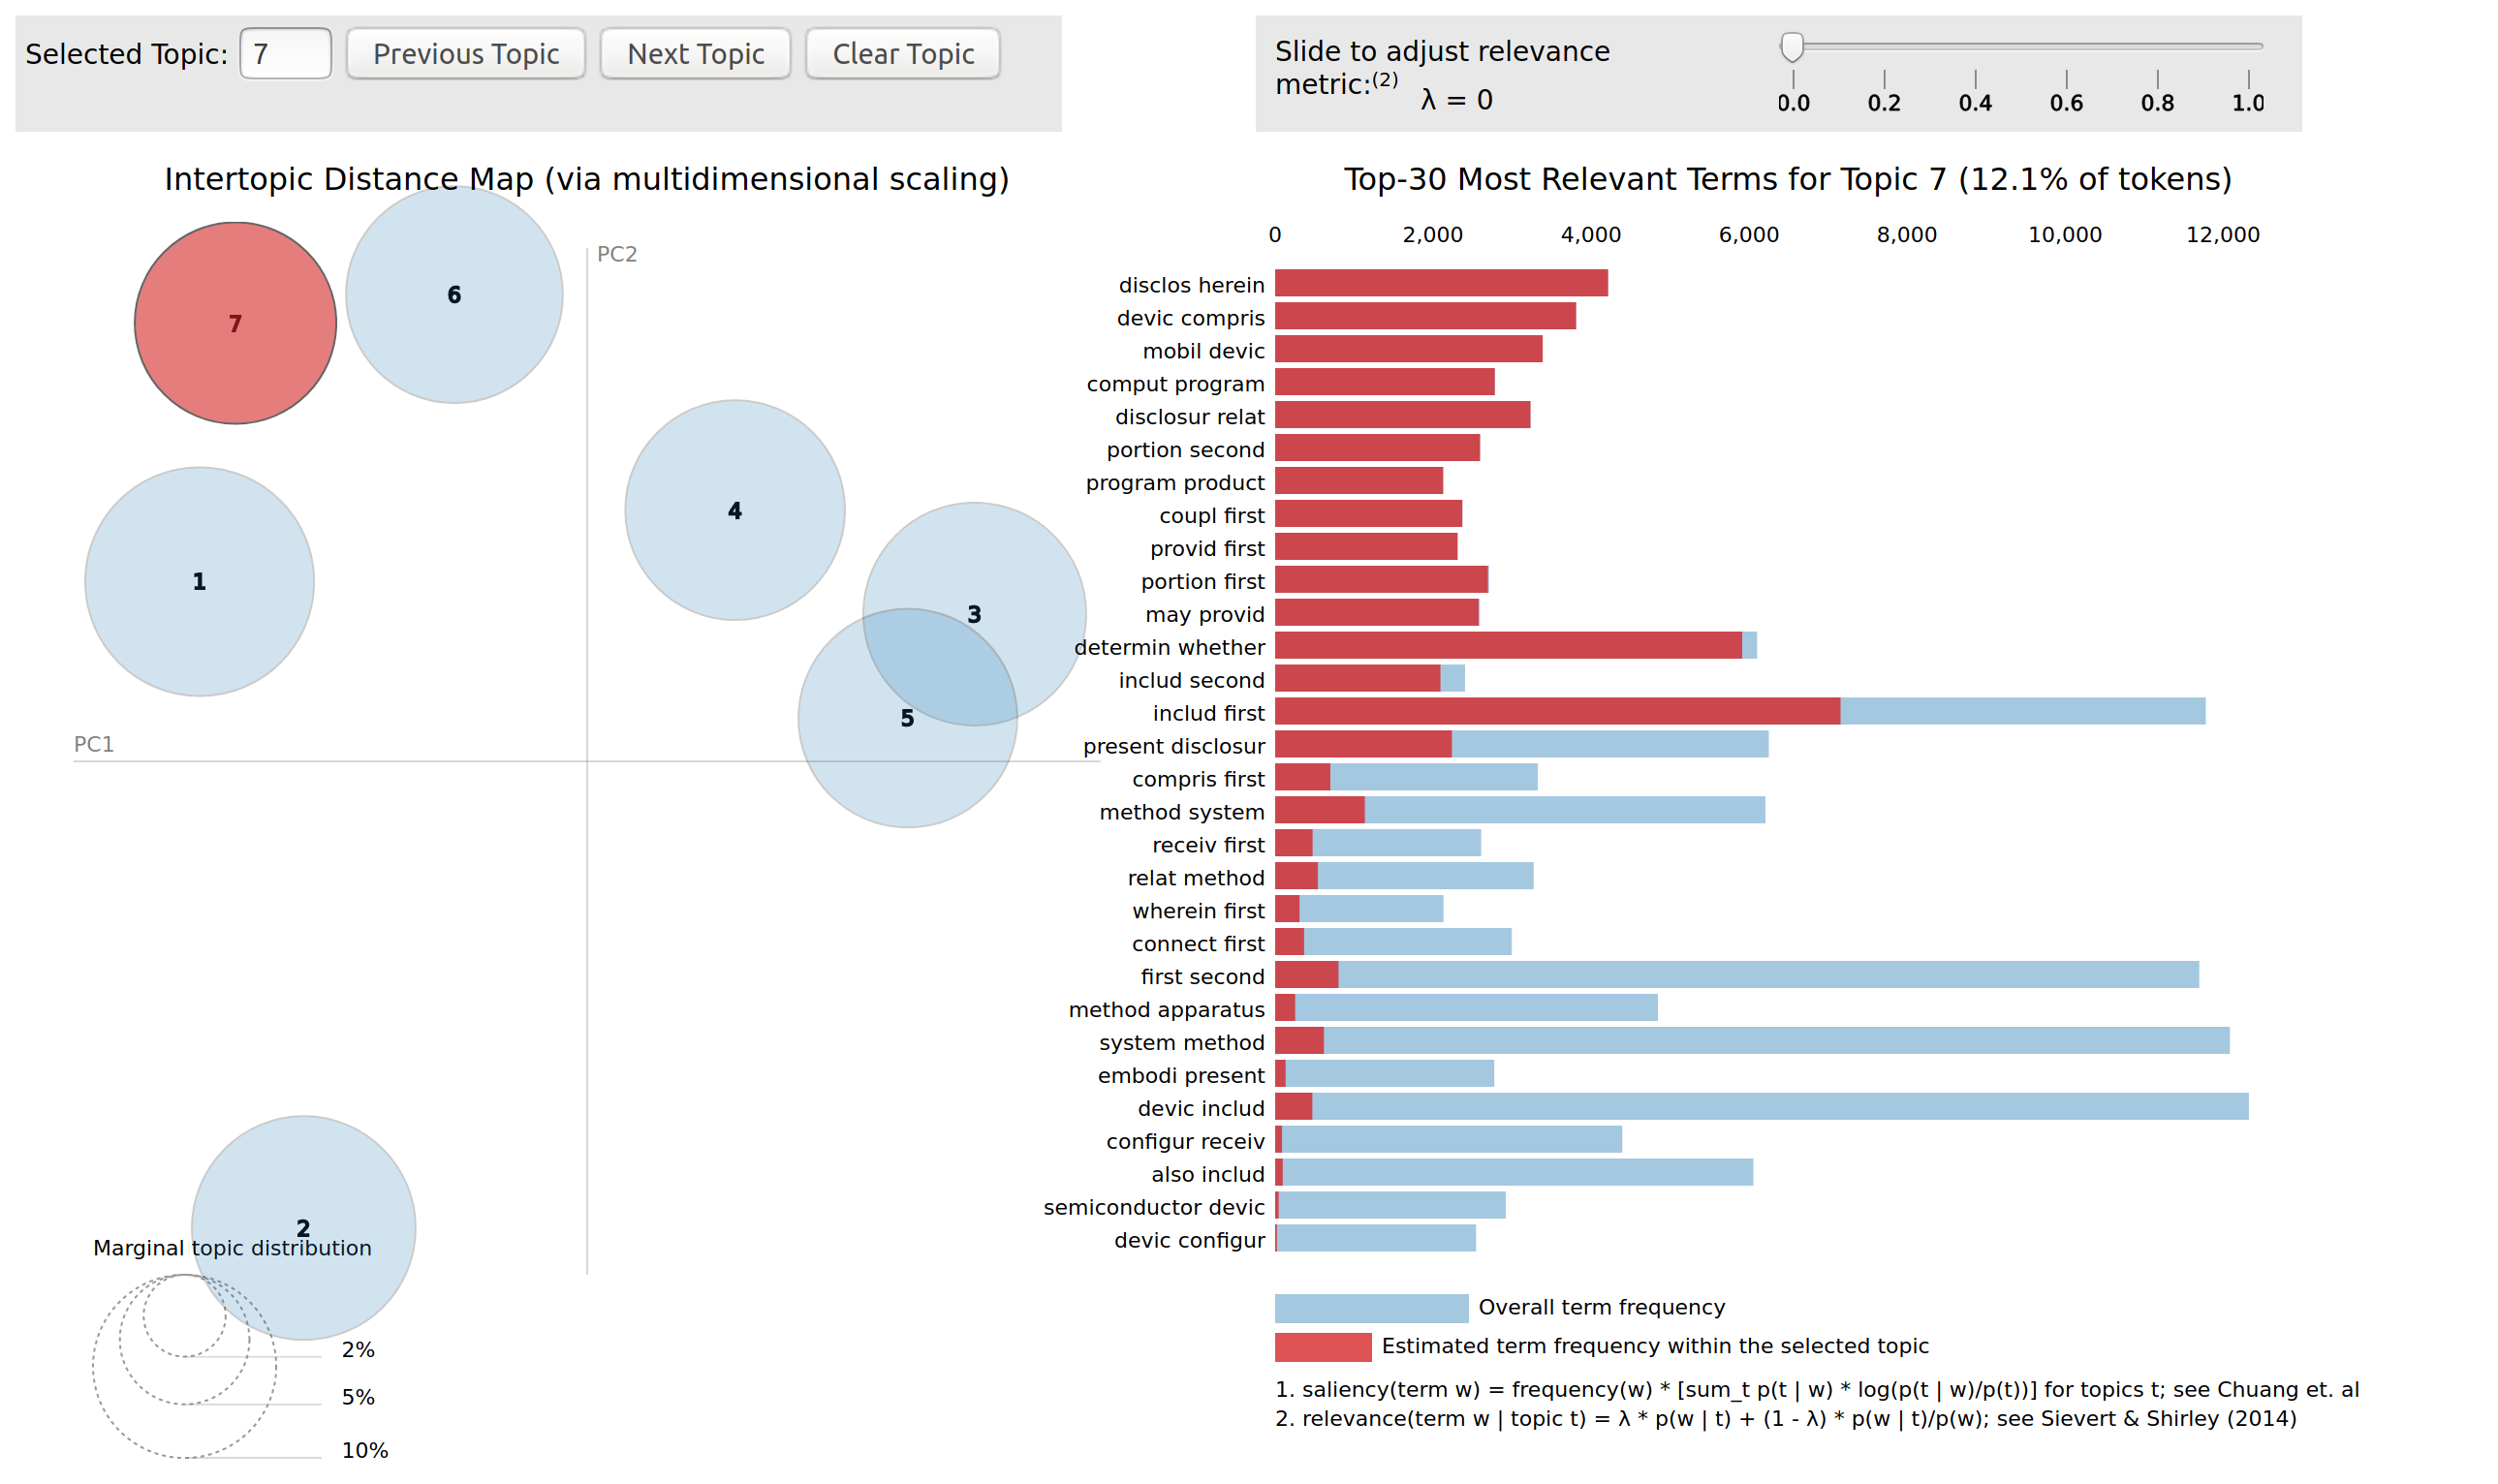 Selected Topic: 7 Previous Topic Next Topic Clear Topic
Slide to adjust relevance
metric:(2)
λ = 0
0.0 0.2 0.4 0.6 0.8 1.0
Intertopic Distance Map (via multidimensional scaling)
PC2
PC1
7
6
4
3
1
5
2
Marginal topic distribution
2%
5%
10%
Top-30 Most Relevant Terms for Topic 7 (12.1% of tokens)
0 2,000 4,000 6,000 8,000 10,000 12,000
disclos herein
devic compris
mobil devic
comput program
disclosur relat
portion second
program product
coupl first
provid first
portion first
may provid
determin whether
includ second
includ first
present disclosur
compris first
method system
receiv first
relat method
wherein first
connect first
first second
method apparatus
system method
embodi present
devic includ
configur receiv
also includ
semiconductor devic
devic configur
Overall term frequency
Estimated term frequency within the selected topic
1. saliency(term w) = frequency(w) * [sum_t p(t | w) * log(p(t | w)/p(t))] for topics t; see Chuang et. al
2. relevance(term w | topic t) = λ * p(w | t) + (1 - λ) * p(w | t)/p(w); see Sievert & Shirley (2014)